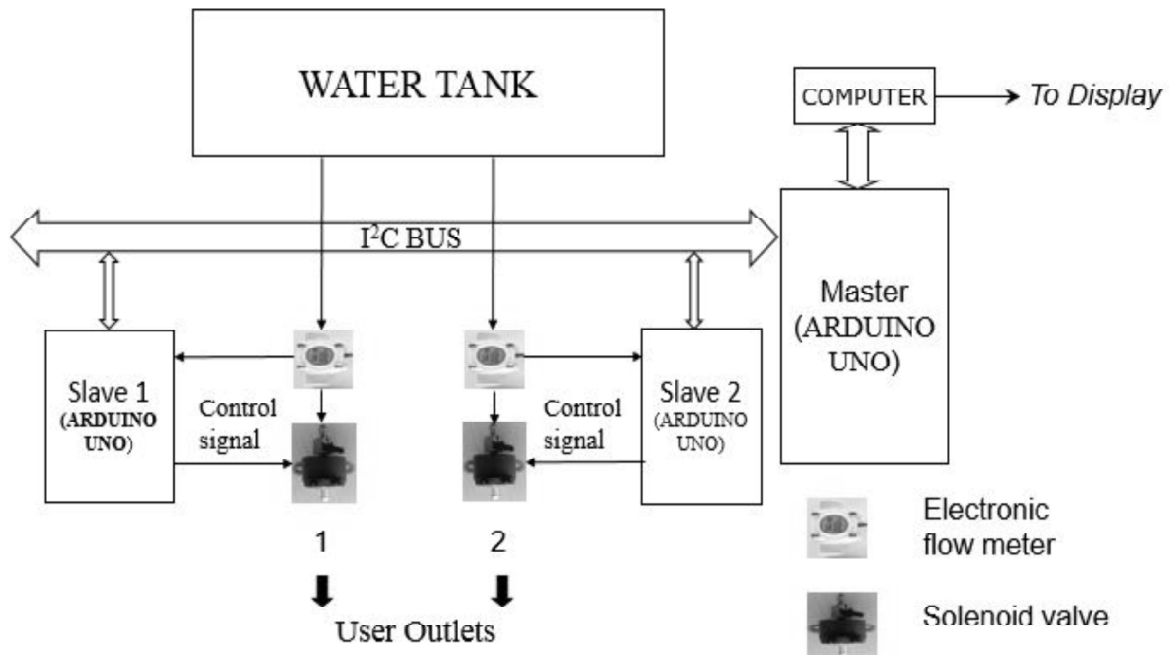 WATER TANK
COMPUTER
To Display
I²C BUS
Master
(ARDUINO
UNO)
Slave 1
(ARDUINO
UNO)
Control
signal
Control
signal
Slave 2
(ARDUINO
UNO)
1
2
User Outlets
Electronic
flow meter
Solenoid valve